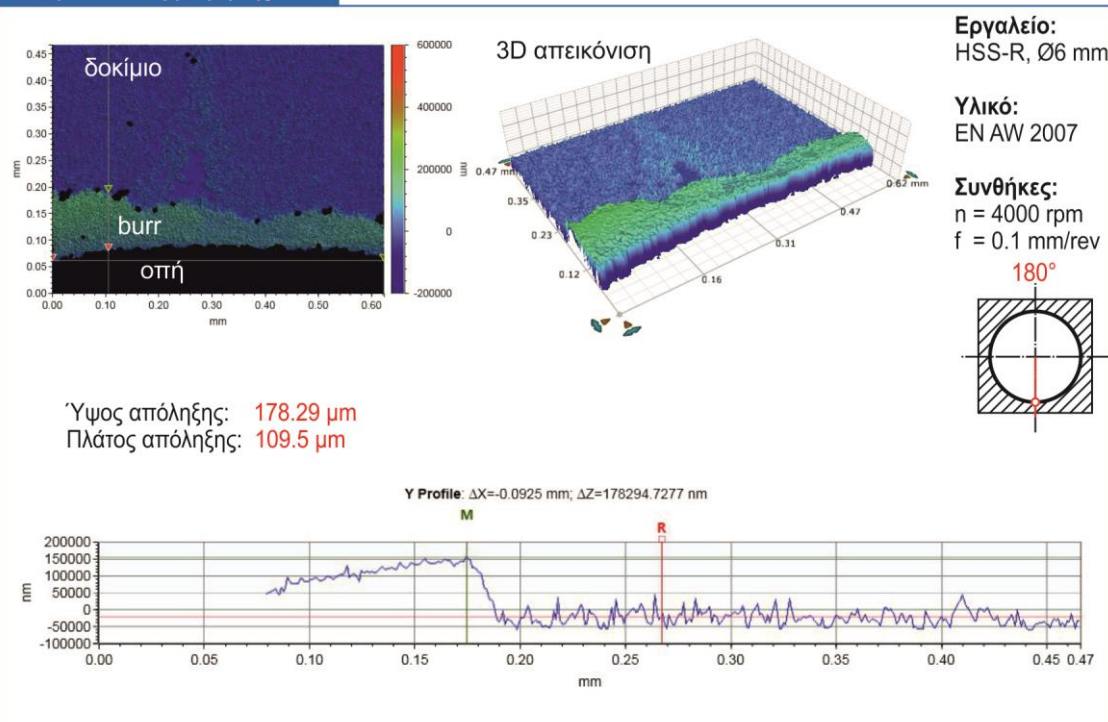 3D απεικόνιση
Εργαλείο:
HSS-R, Ø6 mm
Υλικό:
EN AW 2007
Συνθήκες:
n = 4000 rpm
f = 0.1 mm/rev
180°
δοκίμιο
burr
οπή
mm
0.45
0.40
0.35
0.30
0.25
0.20
0.15
0.10
0.05
0.00
0.00 0.10 0.20 0.30 0.40 0.50 0.60
mm
600000
400000
200000
0
-200000
nm
0.47 mm
0.35
0.23
0.12
0.16
0.31
0.47
0.62 mm
Ύψος απόληξης: 178.29 µm
Πλάτος απόληξης: 109.5 µm
Y Profile: ΔX=-0.0925 mm; ΔZ=178294.7277 nm
M
R
nm
200000
150000
100000
50000
0
-50000
-100000
0.00 0.05 0.10 0.15 0.20 0.25 0.30 0.35 0.40 0.45 0.47
mm